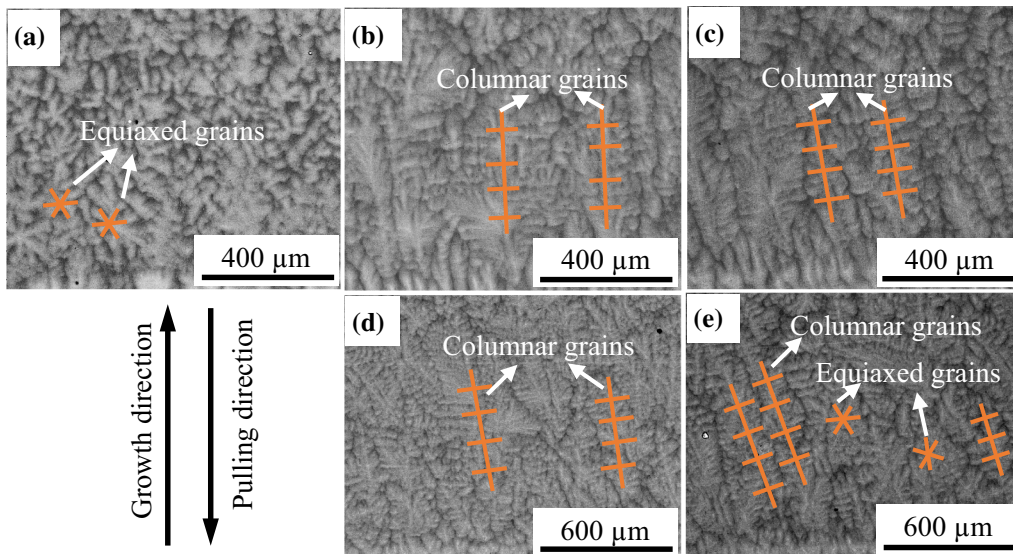 (a)
Equiaxed grains
400 µm
(b)
Columnar grains
400 µm
(c)
Columnar grains
400 µm
Growth direction
Pulling direction
(d)
Columnar grains
600 µm
(e)
Columnar grains
Equiaxed grains
600 µm